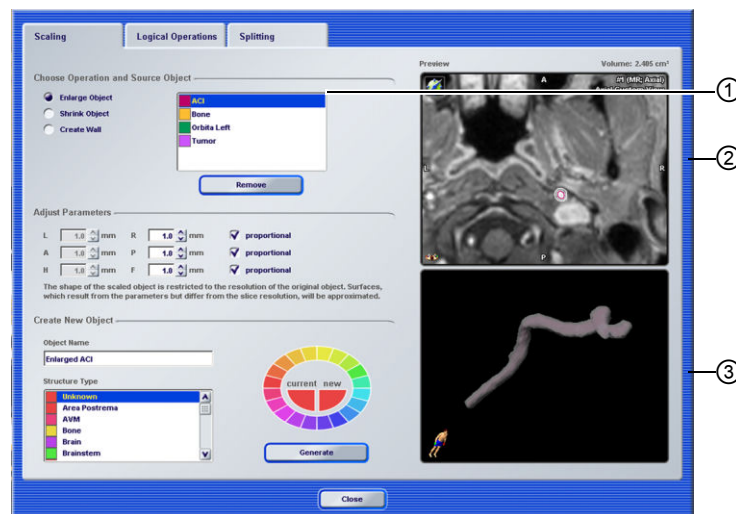 Scaling Logical Operations Splitting
Preview Volume: 2.405 cm³
Choose Operation and Source Object
Enlarge Object
Shrink Object
Create Wall
ACI
Bone
Orbita Left
Tumor
Remove
A
#1 (MR, Axial)
L
R
P
1
2
3
Adjust Parameters
L 1.0 mm R 1.0 mm proportional
A 1.0 mm P 1.0 mm proportional
H 1.0 mm F 1.0 mm proportional
The shape of the scaled object is restricted to the resolution of the original object. Surfaces,
which result from the parameters but differ from the slice resolution, will be approximated.
Create New Object
Object Name
Enlarged ACI
Structure Type
Unknown
Area Postrema
AVM
Bone
Brain
Brainstem
current new
Generate
Close